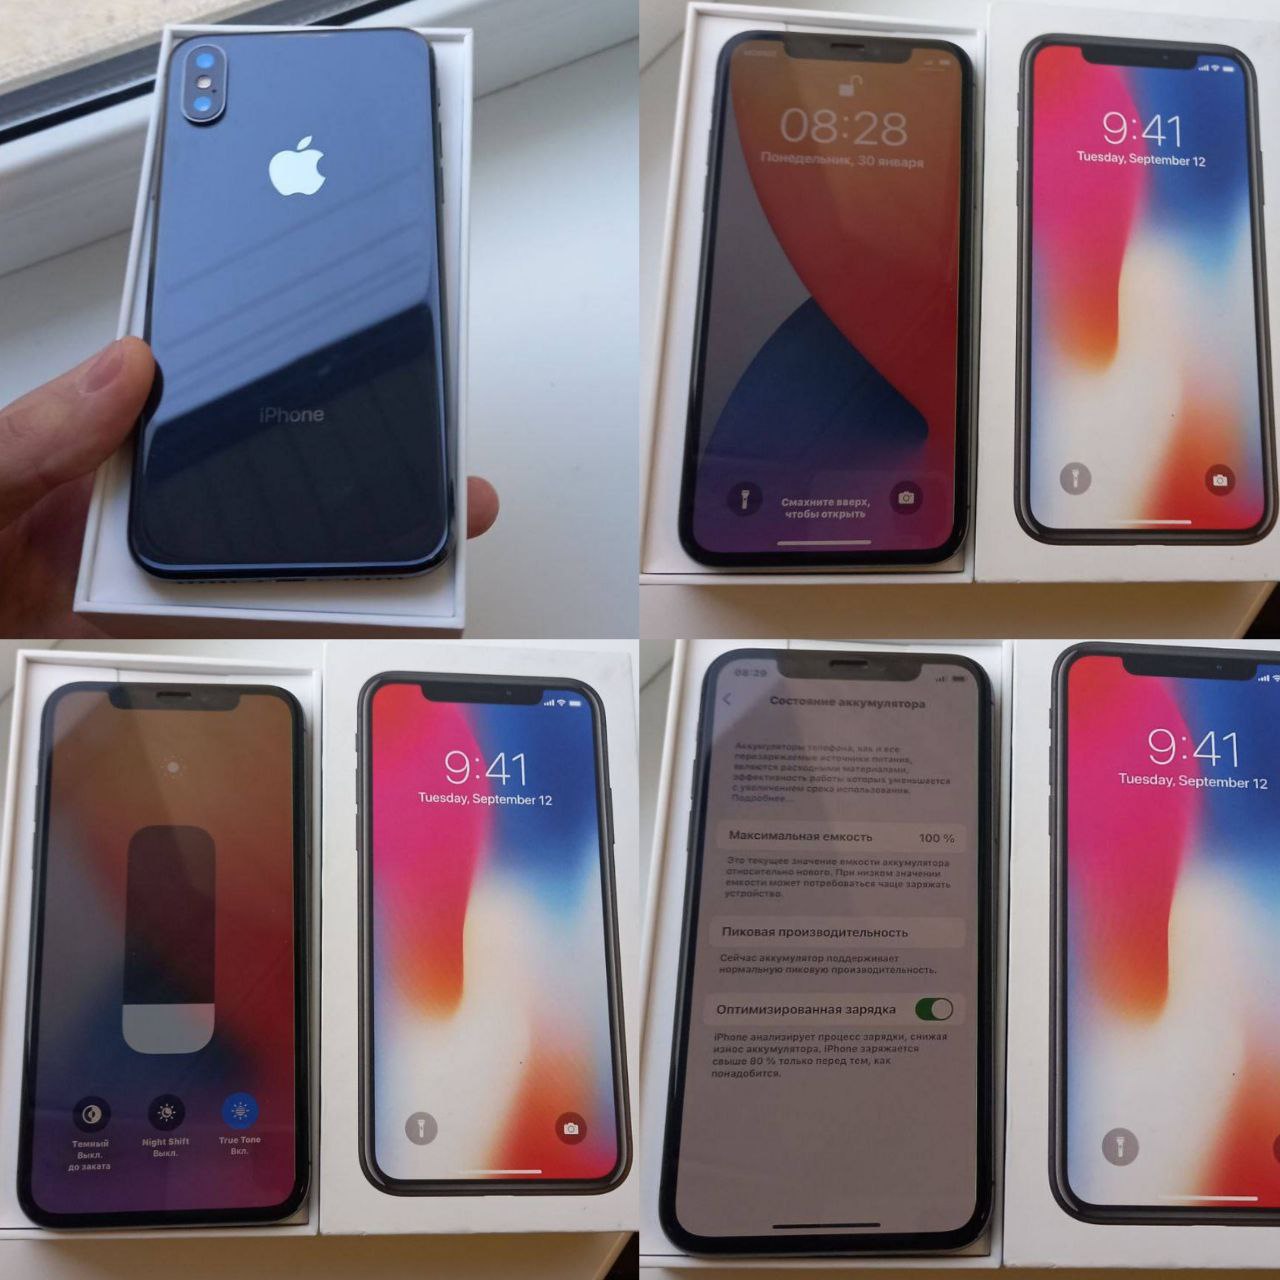 iPhone
08:28
Понедельник, 30 января
Смахните вверх,
чтобы открыть
9:41
Tuesday, September 12
Темный
Выкл.
до заката
Night Shift
Выкл.
True Tone
Вкл.
9:41
Tuesday, September 12
08:29
Состояние аккумулятора
Аккумуляторы телефона, как и все
перезаряжаемые источники питания,
являются расходными материалами,
эффективность работы которых уменьшается
с увеличением срока использования.
Подробнее...
Максимальная емкость 100 %
Это текущее значение емкости аккумулятора
относительно нового. При низком значении
емкости может потребоваться чаще заряжать
устройство.
Пиковая производительность
Сейчас аккумулятор поддерживает
нормальную пиковую производительность.
Оптимизированная зарядка
iPhone анализирует процесс зарядки, снижая
износ аккумулятора. iPhone заряжается
свыше 80 % только перед тем, как
понадобится.
9:41
Tuesday, September 12